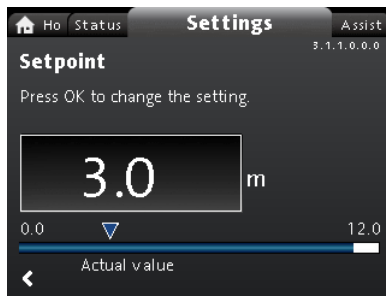 Ho Status Settings Assist
3.1.1.0.0.0
Setpoint
Press OK to change the setting.
3.0 m
0.0 12.0
Actual value